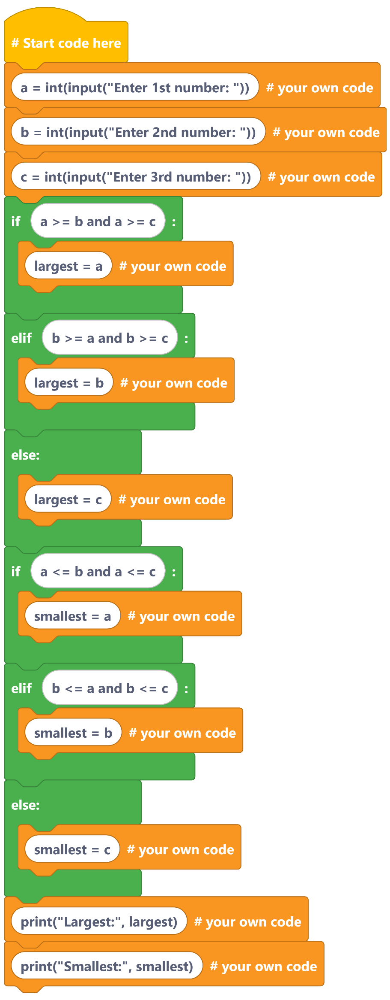 # Start code here
a = int(input("Enter 1st number: ")) # your own code
b = int(input("Enter 2nd number: ")) # your own code
c = int(input("Enter 3rd number: ")) # your own code
if a >= b and a >= c :
largest = a # your own code
elif b >= a and b >= c :
largest = b # your own code
else:
largest = c # your own code
if a <= b and a <= c :
smallest = a # your own code
elif b <= a and b <= c :
smallest = b # your own code
else:
smallest = c # your own code
print("Largest:", largest) # your own code
print("Smallest:", smallest) # your own code